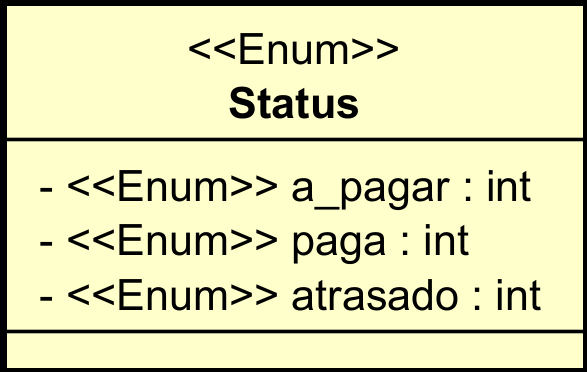 <<Enum>>
Status
- <<Enum>> a_pagar : int
- <<Enum>> paga : int
- <<Enum>> atrasado : int